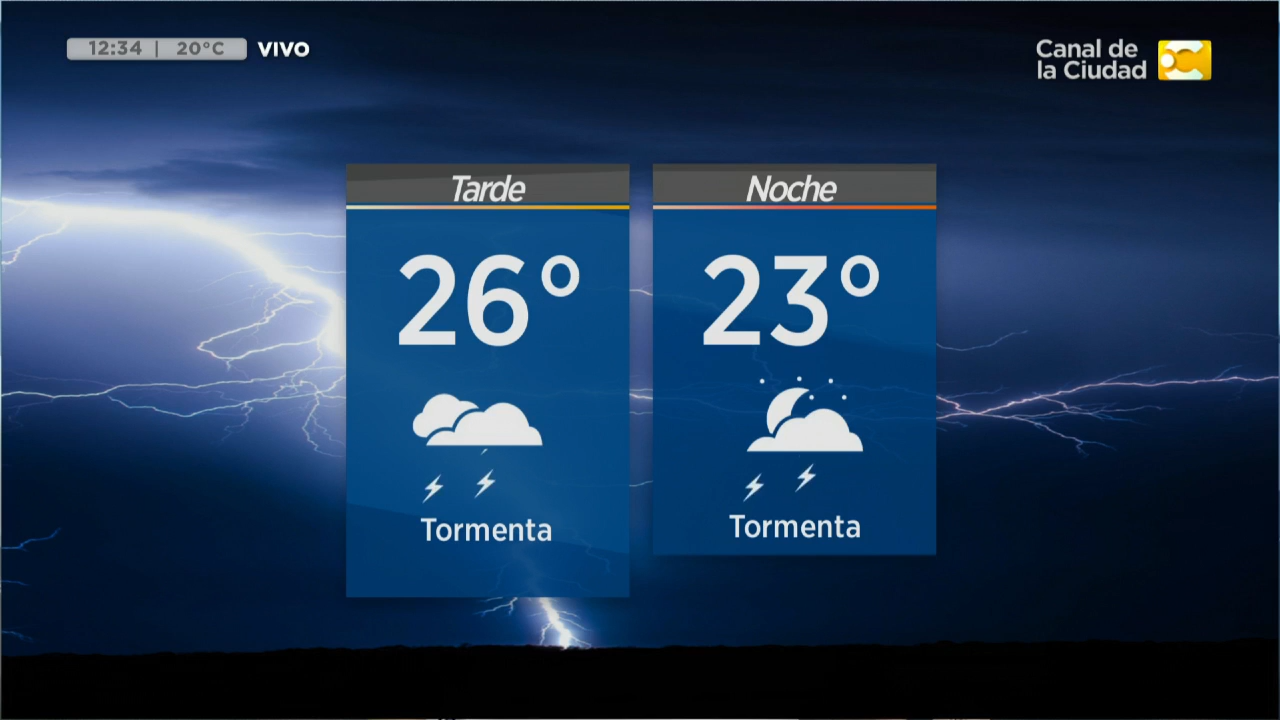 12:34 | 20°C VIVO
Canal de
la Ciudad
Tarde
26°
Tormenta
Noche
23°
Tormenta